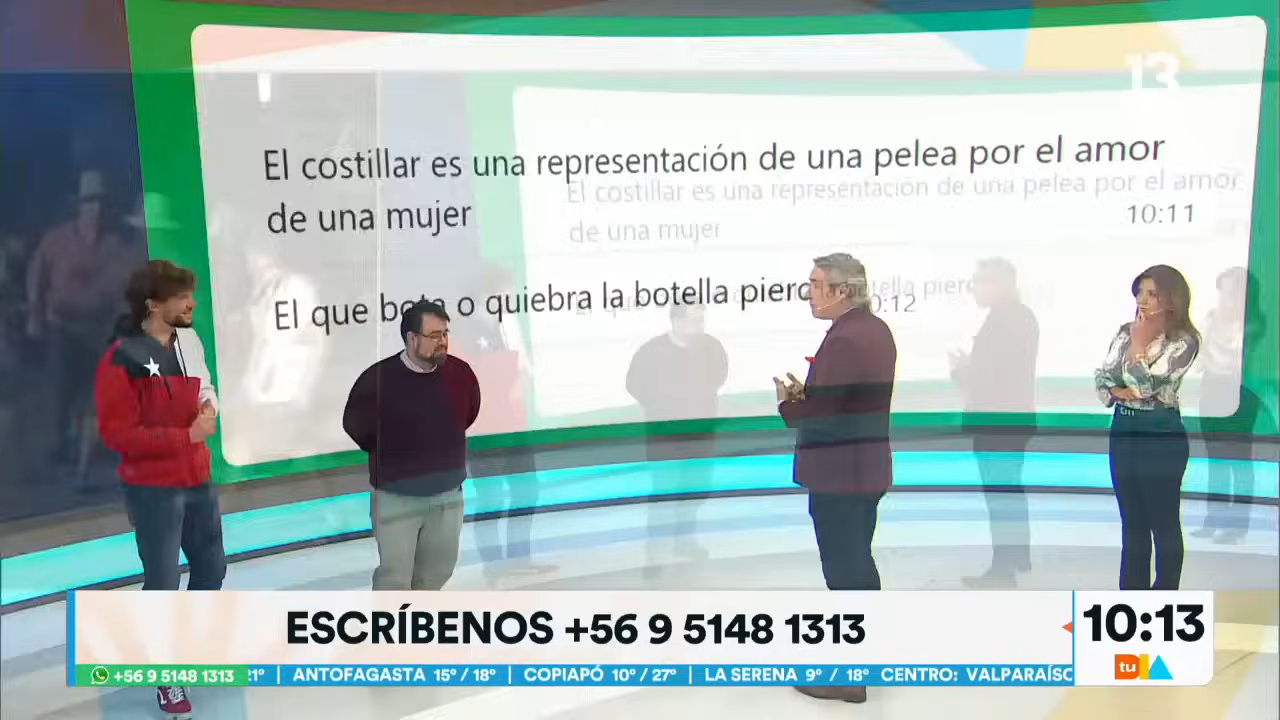 13
El costillar es una representación de una pelea por el amor
de una mujer
El costillar es una representación de una pelea por el amor
de una mujer
10:11
El que bota o quiebra la botella pierde
10:12
ESCRÍBENOS +56 9 5148 1313
10:13
tu DÍA
+56 9 5148 1313
21° | ANTOFAGASTA 15° / 18° | COPIAPÓ 10° / 27° | LA SERENA 9° / 18° CENTRO: VALPARAÍSO